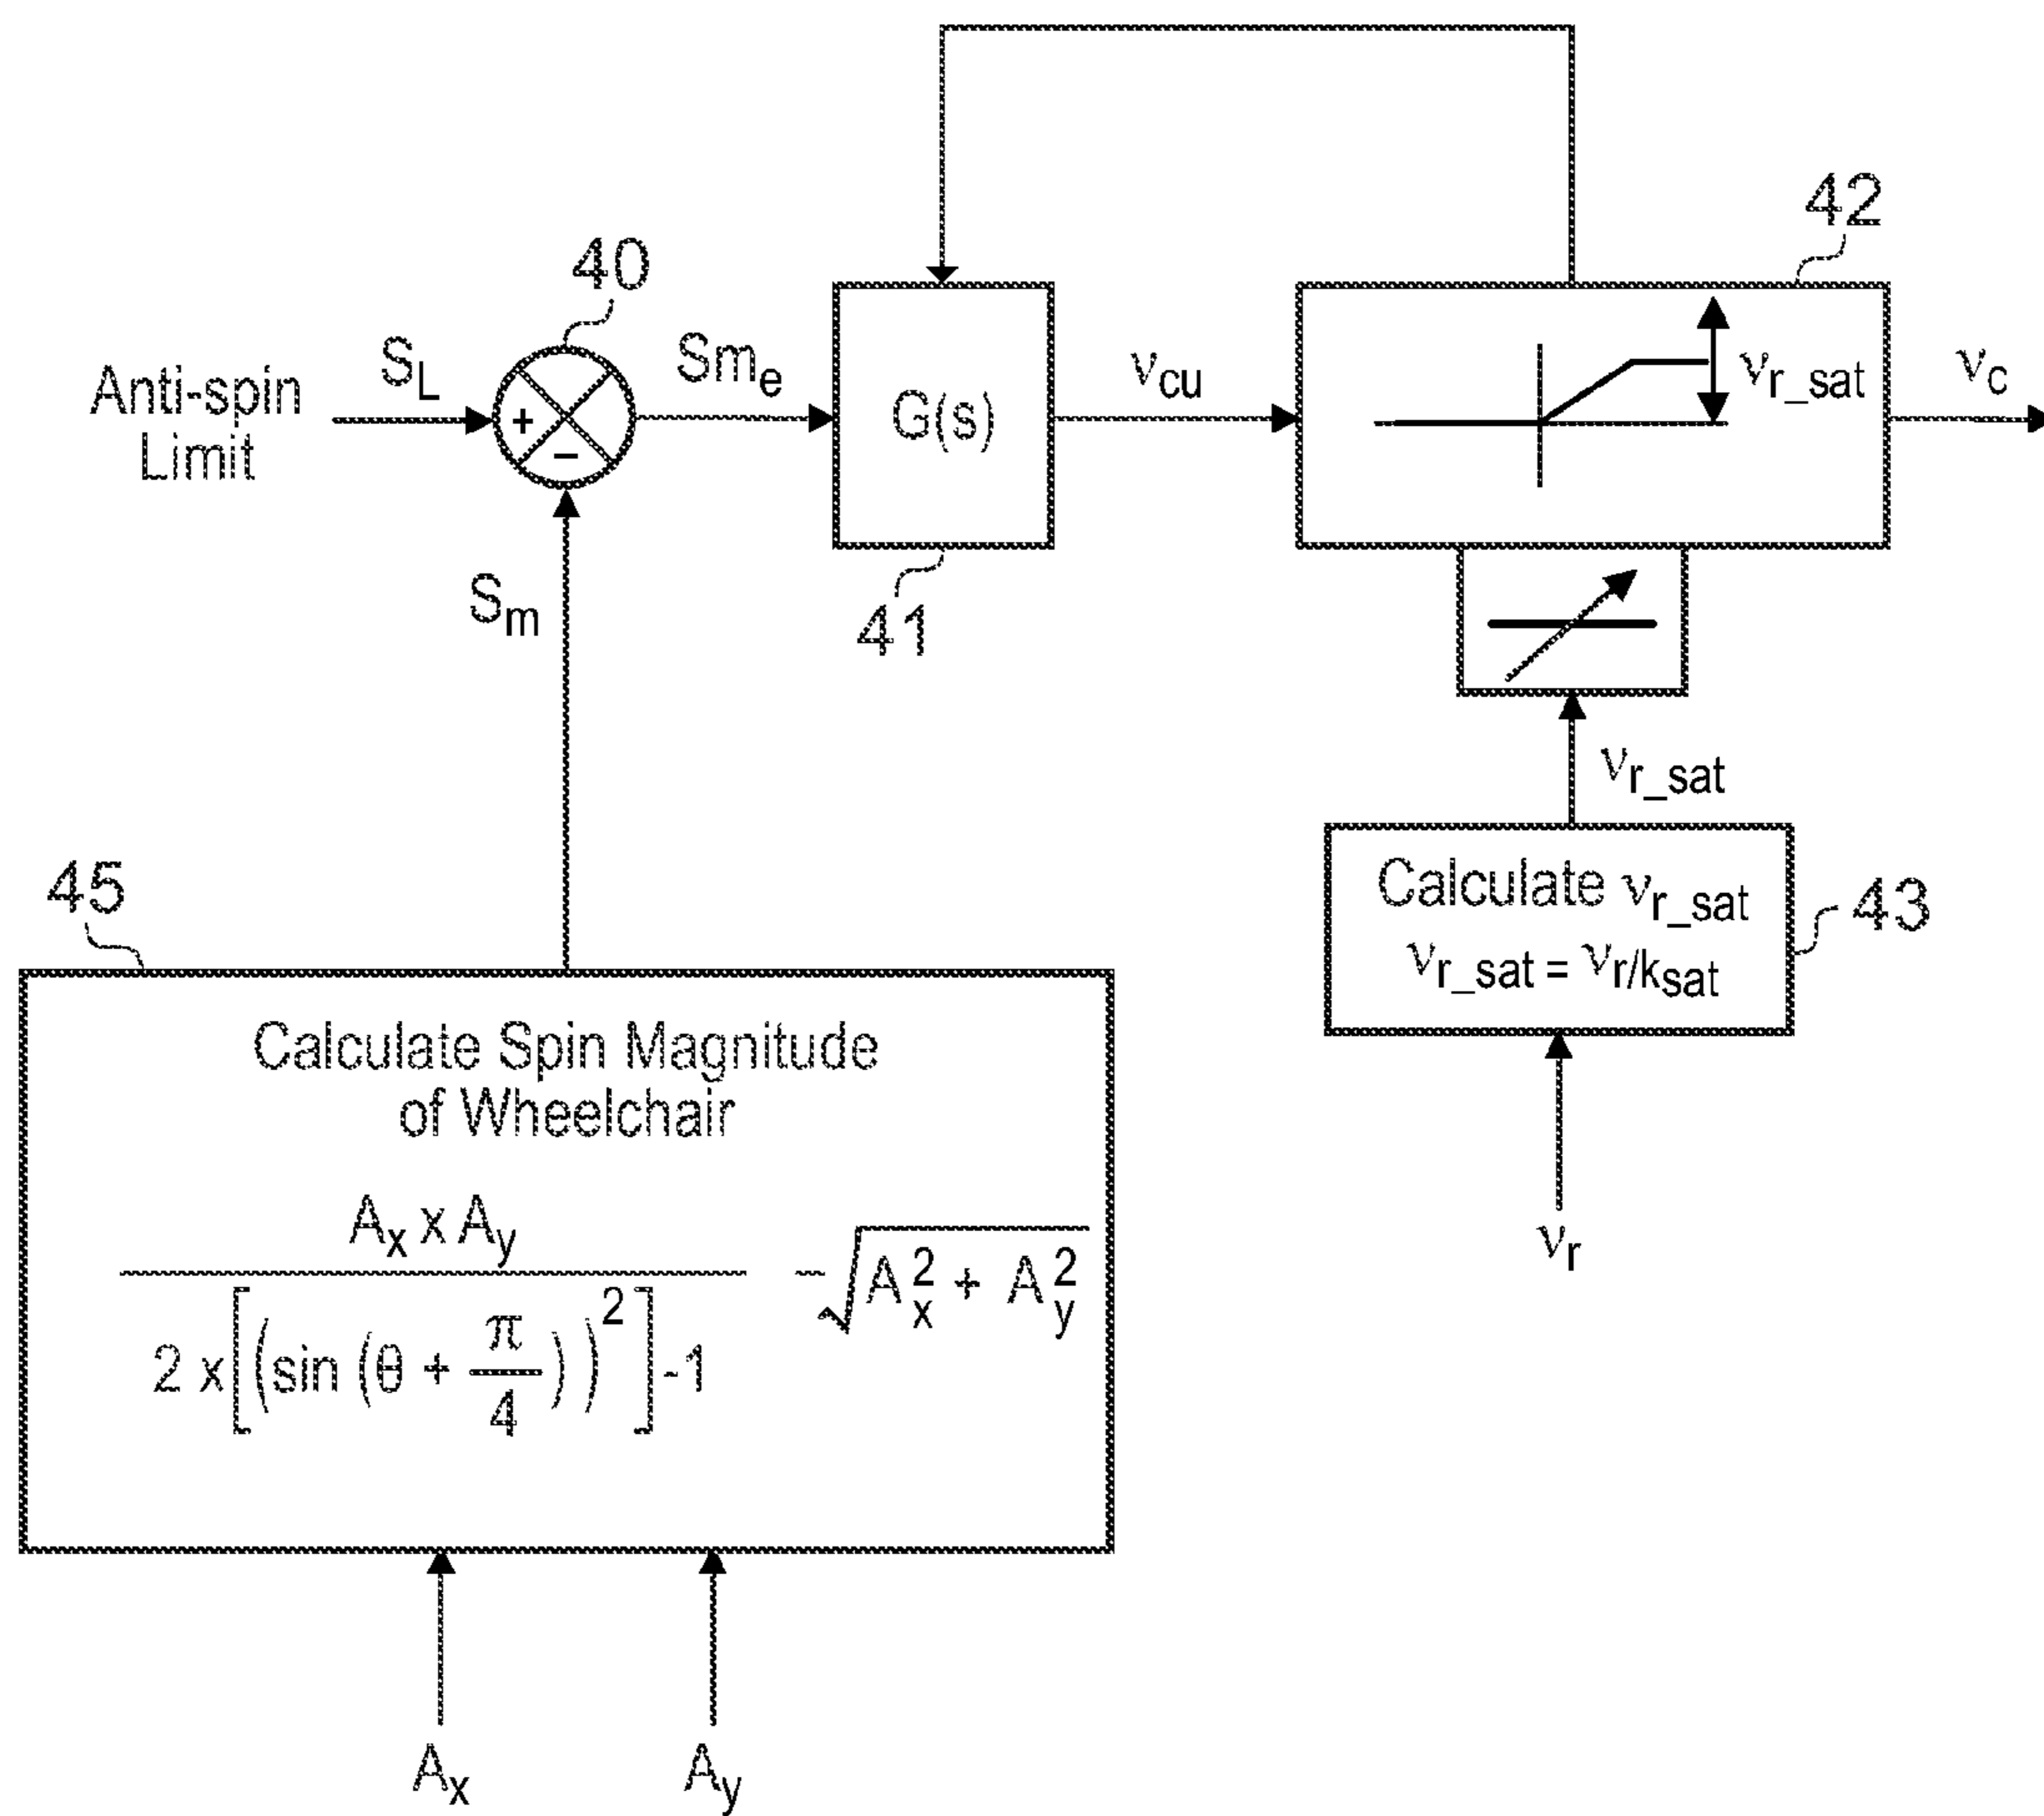 42
40
Anti-spin
Limit
S_L
+
−
Sm_e
G(s)
ν_cu
ν_r_sat
ν_c
41
S_m
ν_r_sat
43
Calculate ν_r_sat
ν_r_sat = ν_r/k_sat
ν_r
45
Calculate Spin Magnitude
of Wheelchair
A_x x A_y
2 x[(sin (θ + π/4))^2]-1
-√A_x^2 + A_y^2
A_x
A_y